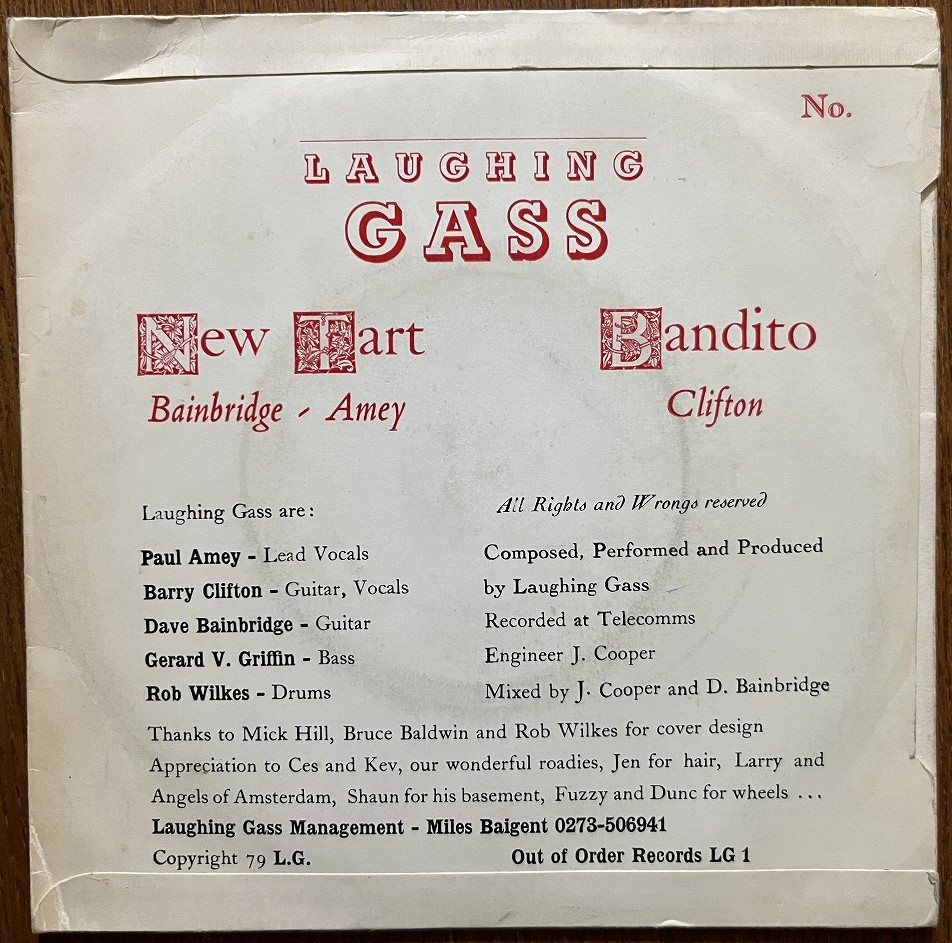 No.
LAUGHING
GASS
New Tart
Bandito
Bainbridge - Amey
Clifton
Laughing Gass are:
Paul Amey - Lead Vocals
Barry Clifton - Guitar, Vocals
Dave Bainbridge - Guitar
Gerard V. Griffin - Bass
Rob Wilkes - Drums
All Rights and Wrongs reserved
Composed, Performed and Produced
by Laughing Gass
Recorded at Telecomms
Engineer J. Cooper
Mixed by J. Cooper and D. Bainbridge
Thanks to Mick Hill, Bruce Baldwin and Rob Wilkes for cover design
Appreciation to Ces and Kev, our wonderful roadies, Jen for hair, Larry and
Angels of Amsterdam, Shaun for his basement, Fuzzy and Dunc for wheels ...
Laughing Gass Management - Miles Baigent 0273-506941
Copyright 79 L.G.
Out of Order Records LG 1